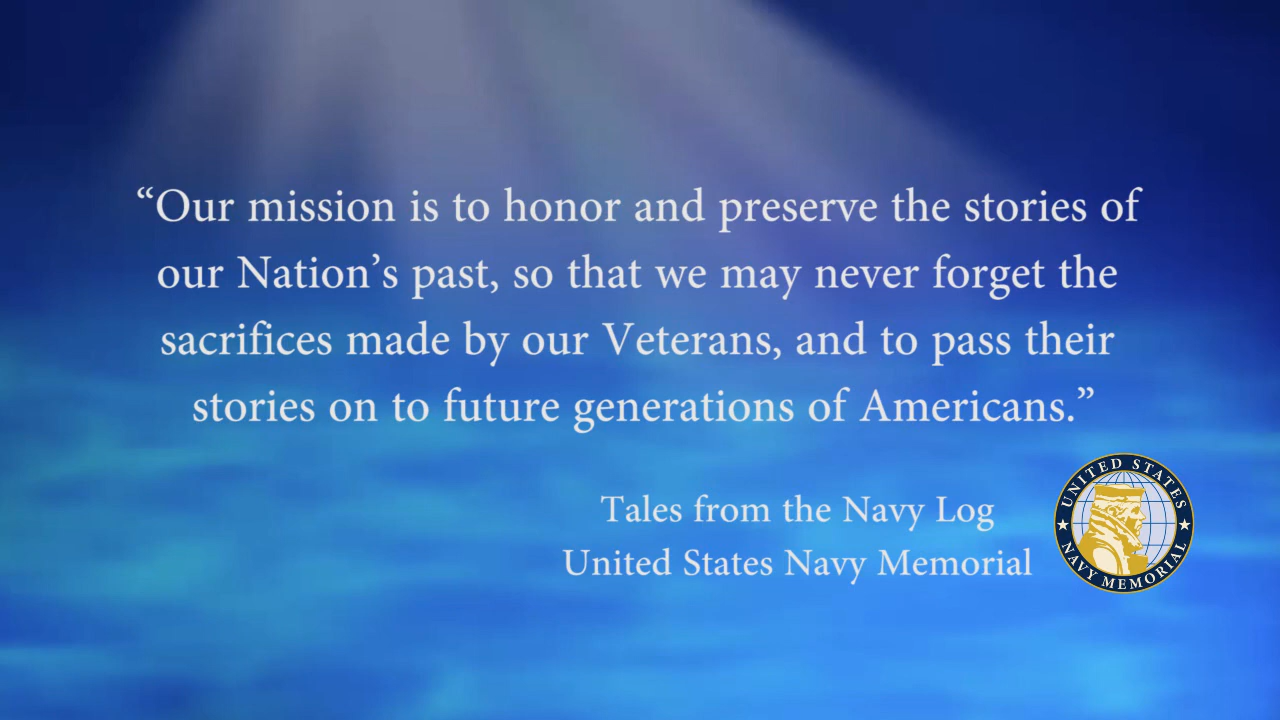 “Our mission is to honor and preserve the stories of
our Nation’s past, so that we may never forget the
sacrifices made by our Veterans, and to pass their
stories on to future generations of Americans.”
Tales from the Navy Log
United States Navy Memorial
UNITED STATES
NAVY MEMORIAL